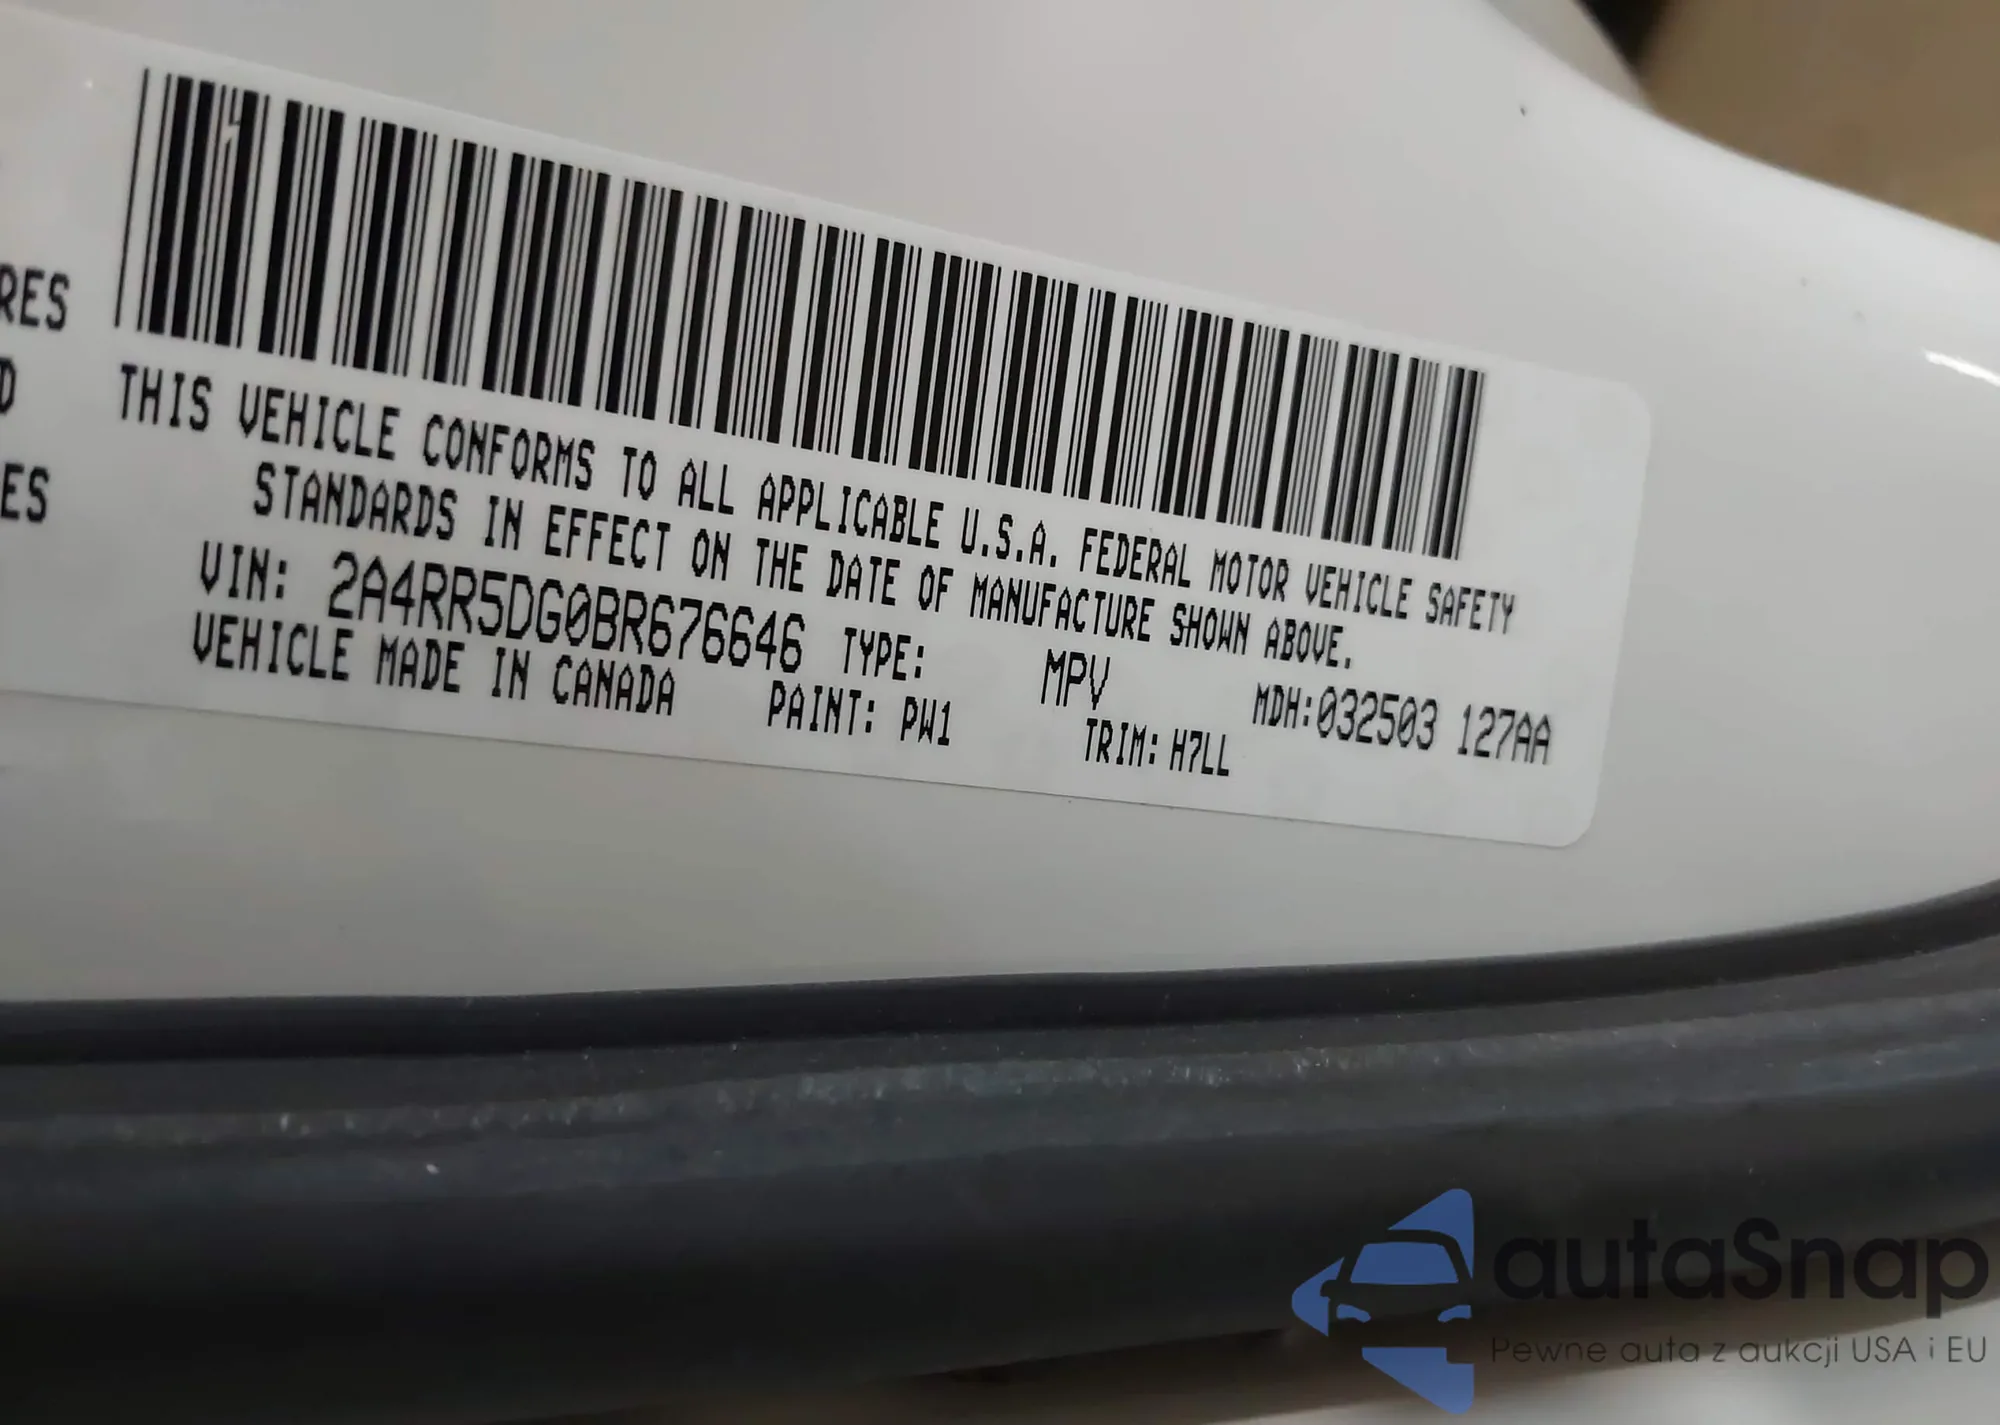 RES
D
ES
THIS VEHICLE CONFORMS TO ALL APPLICABLE U.S.A. FEDERAL MOTOR VEHICLE SAFETY
STANDARDS IN EFFECT ON THE DATE OF MANUFACTURE SHOWN ABOVE.
VIN: 2A4RR5DG0BR676646 TYPE: MPV MDH:032503 127AA
VEHICLE MADE IN CANADA PAINT: PW1 TRIM: H7LL
autaSnap
Pewne auta z aukcji USA i EU